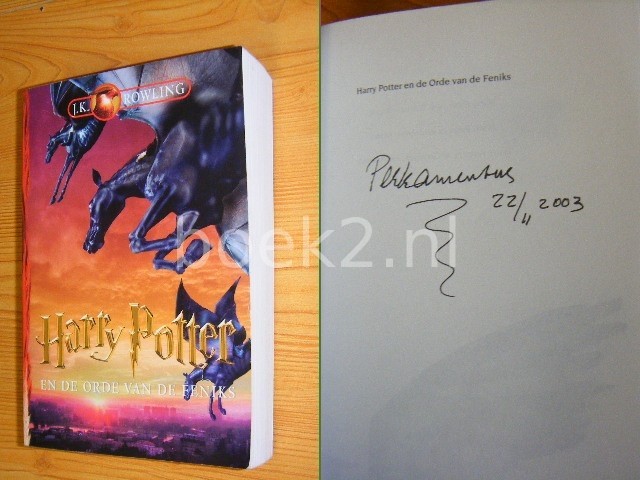 J.K. ROWLING
Harry Potter
EN DE ORDE VAN DE FENIKS
Harry Potter en de Orde van de Feniks
Perkamentus
22/11 2003
boek2.nl